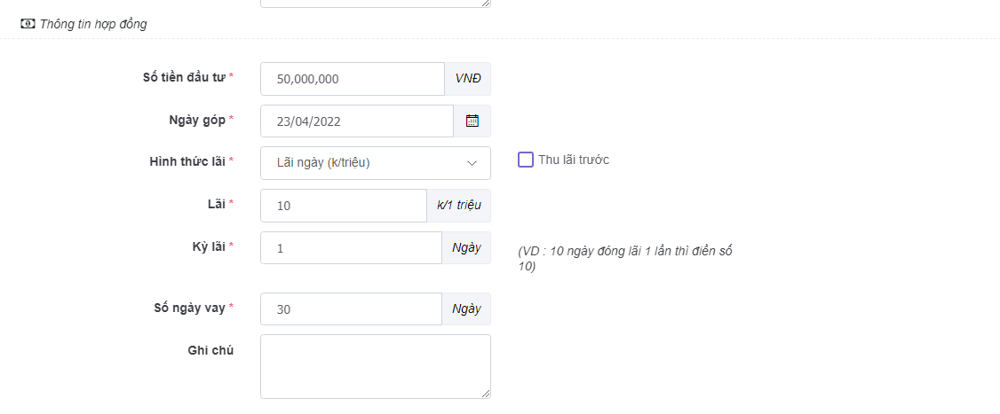 Thông tin hợp đồng
Số tiền đầu tư * 50,000,000 VNĐ
Ngày góp * 23/04/2022
Hình thức lãi * Lãi ngày (k/triệu) Thu lãi trước
Lãi * 10 k/1 triệu
Kỳ lãi * 1 Ngày
(VD : 10 ngày đóng lãi 1 lần thì điền số
10)
Số ngày vay * 30 Ngày
Ghi chú